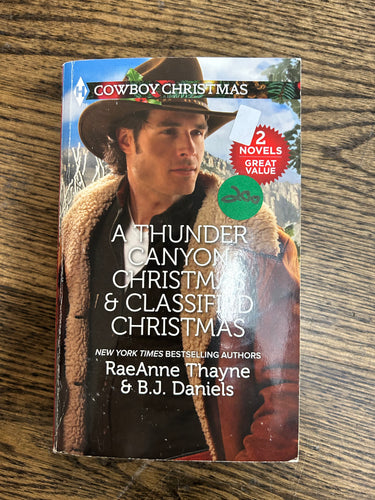 H
COWBOY CHRISTMAS
2
NOVELS
GREAT
VALUE
A THUNDER
CANYON
CHRISTMAS
& CLASSIFIED
CHRISTMAS
NEW YORK TIMES BESTSELLING AUTHORS
RaeAnne Thayne
& B.J. Daniels